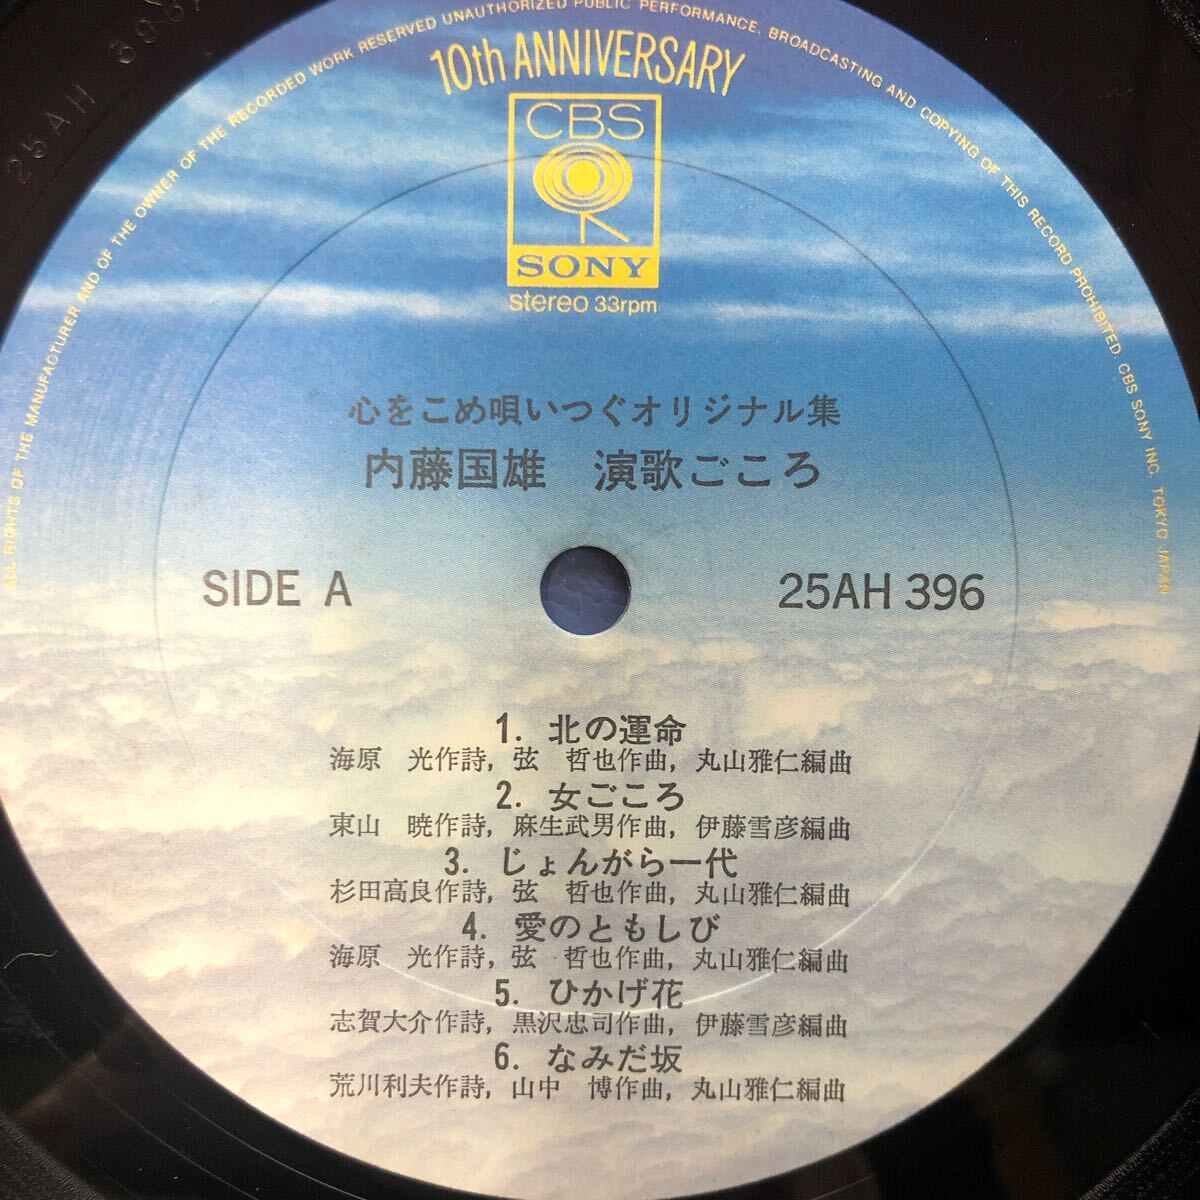 ALL RIGHTS OF THE MANUFACTURER AND OF THE OWNER OF THE RECORDED WORK RESERVED UNAUTHORIZED PUBLIC PERFORMANCE, BROADCASTING AND COPYING OF THIS RECORD PROHIBITED. CBS SONY INC. TOKYO JAPAN
10th ANNIVERSARY
CBS
SONY
stereo 33rpm
心をこめ唄いつぐオリジナル集
内藤国雄　演歌ごころ
SIDE A
25AH 396
1. 北の運命
海原　光作詩, 弦　哲也作曲, 丸山雅仁編曲
2. 女ごころ
東山　暁作詩, 麻生武男作曲, 伊藤雪彦編曲
3. じょんがら一代
杉田高良作詩, 弦　哲也作曲, 丸山雅仁編曲
4. 愛のともしび
海原　光作詩, 弦　哲也作曲, 丸山雅仁編曲
5. ひかげ花
志賀大介作詩, 黒沢忠司作曲, 伊藤雪彦編曲
6. なみだ坂
荒川利夫作詩, 山中　博作曲, 丸山雅仁編曲
25AH